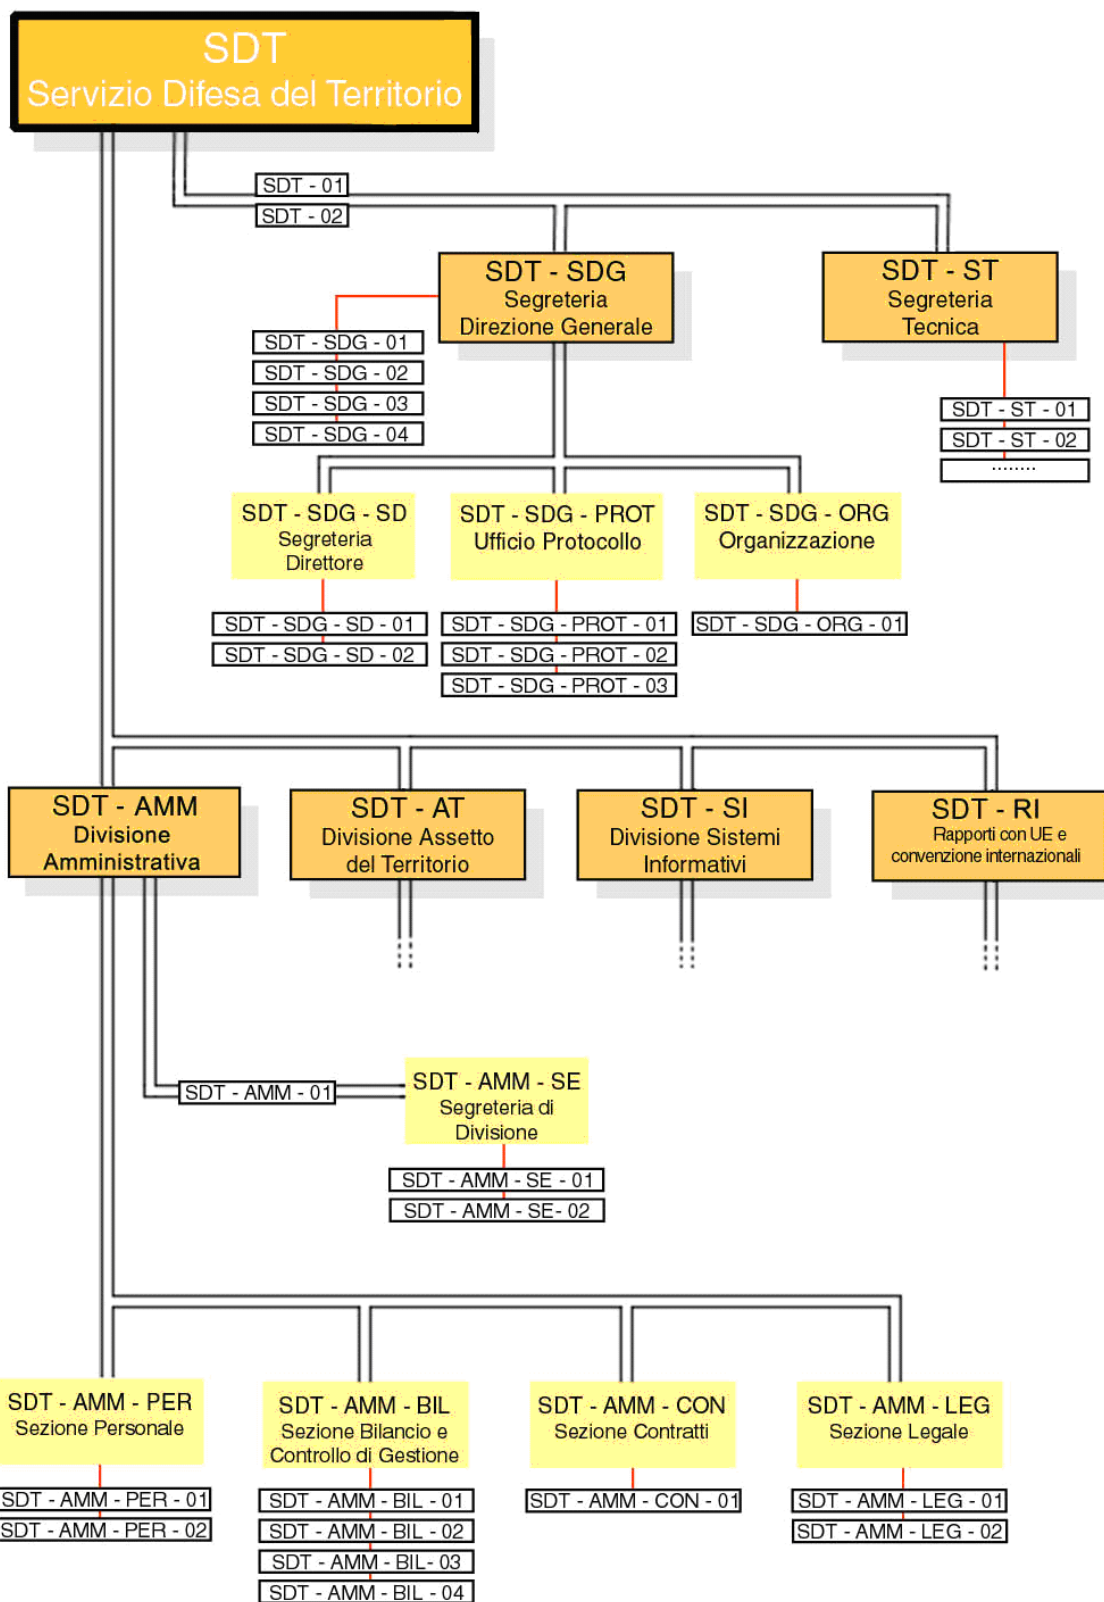 SDT
Servizio Difesa del Territorio
SDT - 01
SDT - 02
SDT - SDG
Segreteria
Direzione Generale
SDT - ST
Segreteria
Tecnica
SDT - SDG - 01
SDT - SDG - 02
SDT - SDG - 03
SDT - SDG - 04
SDT - ST - 01
SDT - ST - 02
........
SDT - SDG - SD
Segreteria
Direttore
SDT - SDG - PROT
Ufficio Protocollo
SDT - SDG - ORG
Organizzazione
SDT - SDG - SD - 01
SDT - SDG - SD - 02
SDT - SDG - PROT - 01
SDT - SDG - PROT - 02
SDT - SDG - PROT - 03
SDT - SDG - ORG - 01
SDT - AMM
Divisione
Amministrativa
SDT - AT
Divisione Assetto
del Territorio
SDT - SI
Divisione Sistemi
Informativi
SDT - RI
Rapporti con UE e
convenzione internazionali
SDT - AMM - 01
SDT - AMM - SE
Segreteria di
Divisione
SDT - AMM - SE - 01
SDT - AMM - SE- 02
SDT - AMM - PER
Sezione Personale
SDT - AMM - BIL
Sezione Bilancio e
Controllo di Gestione
SDT - AMM - CON
Sezione Contratti
SDT - AMM - LEG
Sezione Legale
SDT - AMM - PER - 01
SDT - AMM - PER - 02
SDT - AMM - BIL - 01
SDT - AMM - BIL - 02
SDT - AMM - BIL- 03
SDT - AMM - BIL - 04
SDT - AMM - CON - 01
SDT - AMM - LEG - 01
SDT - AMM - LEG - 02